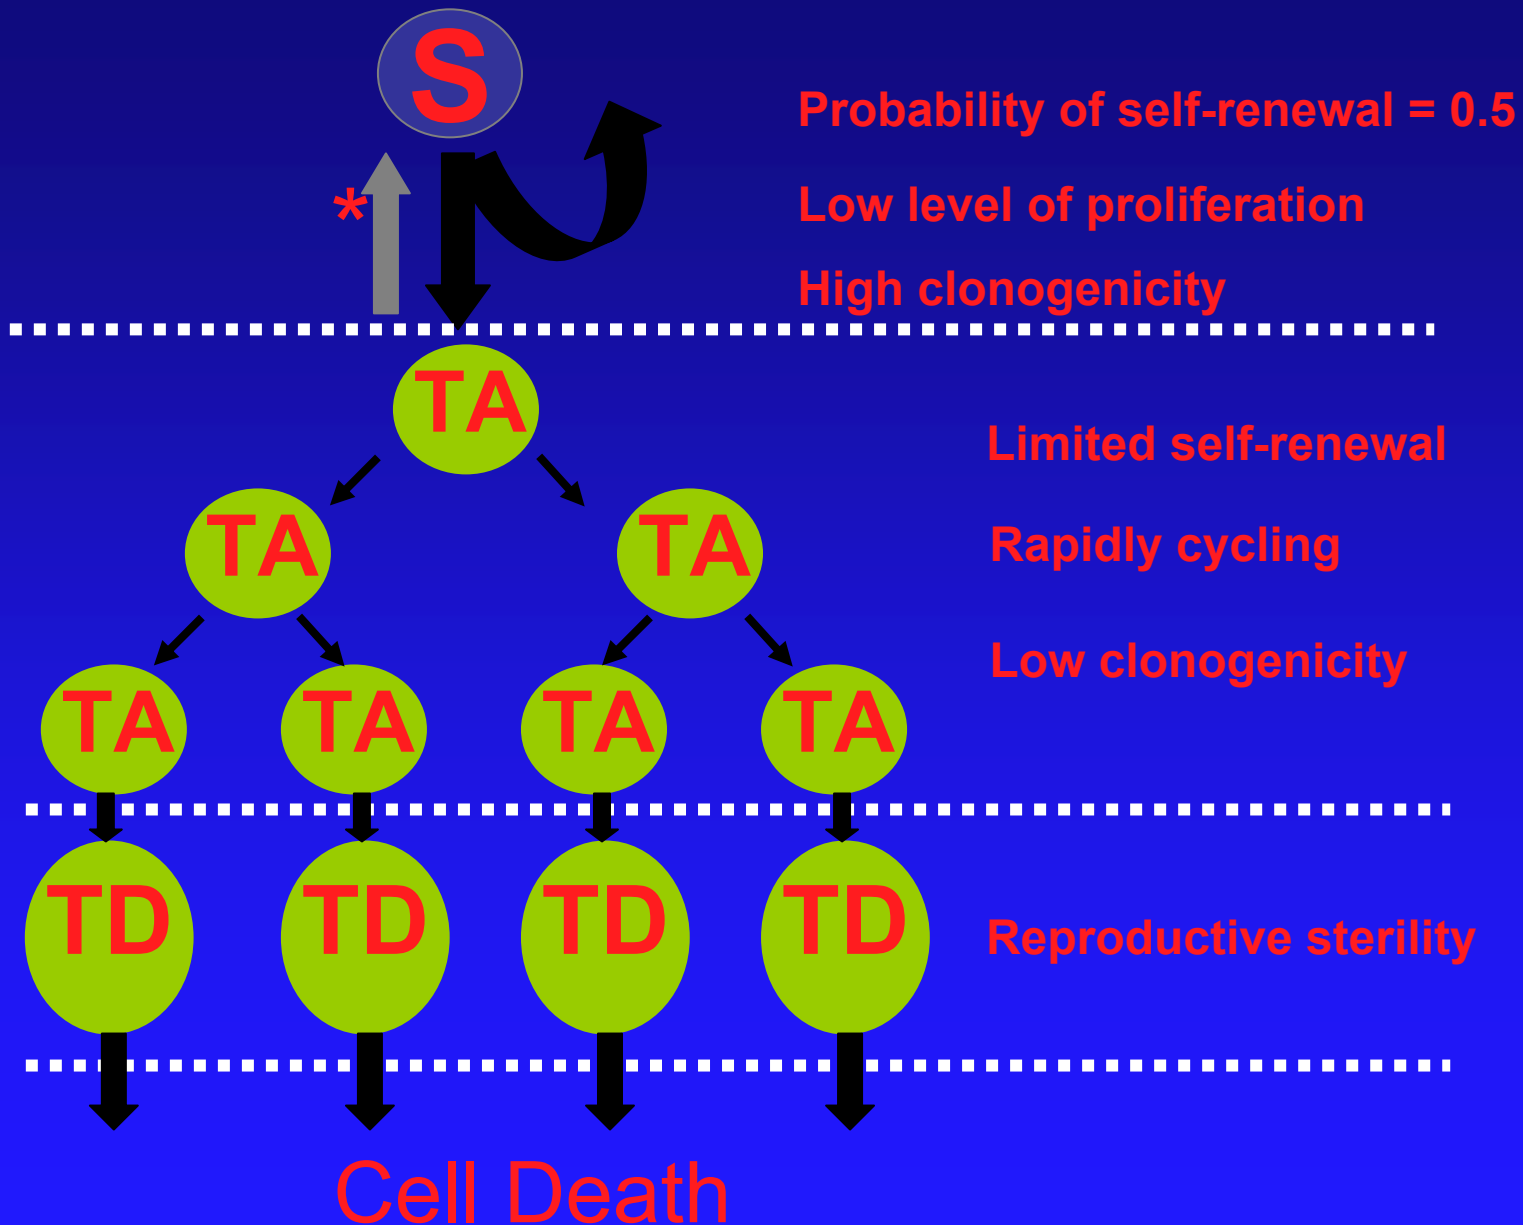 S
Probability of self-renewal = 0.5
*
Low level of proliferation
High clonogenicity
TA
Limited self-renewal
TA TA
Rapidly cycling
Low clonogenicity
TA TA TA TA
TD TD TD TD
Reproductive sterility
Cell Death